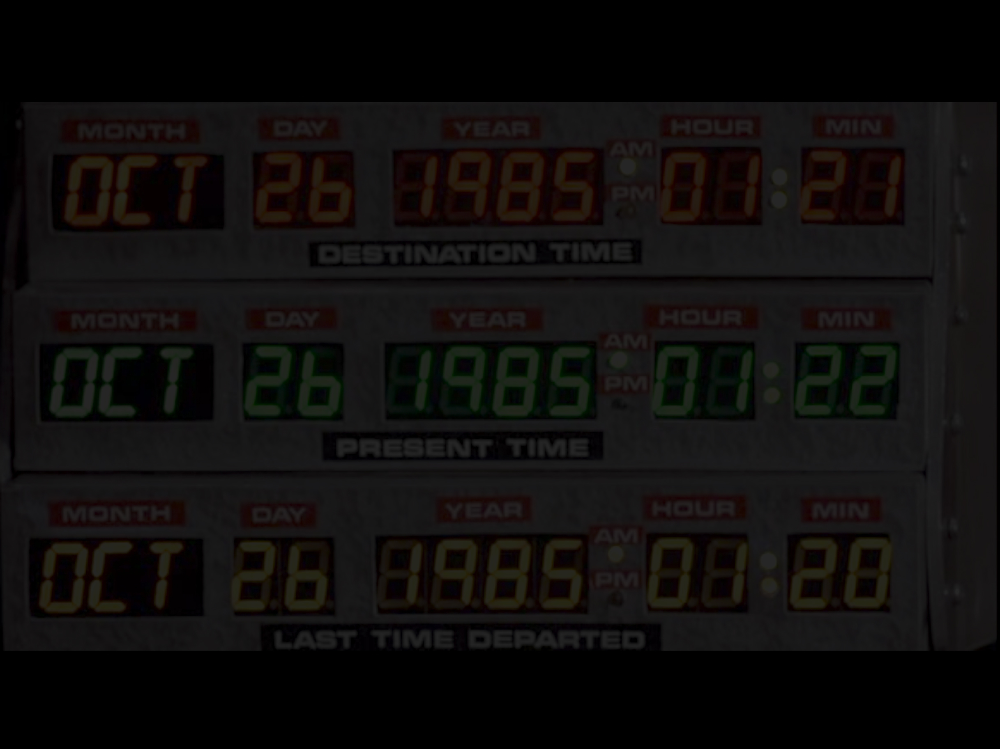 MONTH DAY YEAR HOUR MIN
OCT 26 1985 AM PM 01:21
DESTINATION TIME
MONTH DAY YEAR HOUR MIN
OCT 26 1985 AM PM 01:22
PRESENT TIME
MONTH DAY YEAR HOUR MIN
OCT 26 1985 AM PM 01:20
LAST TIME DEPARTED